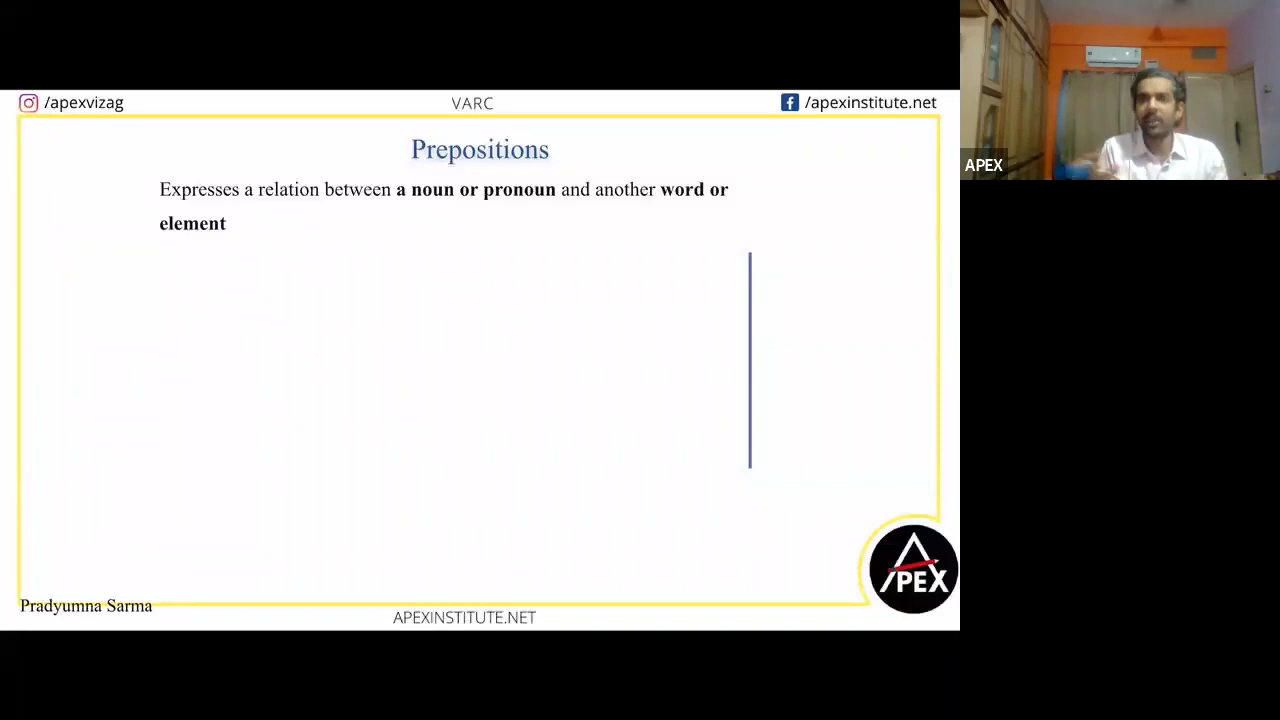 /apexvizag
VARC
/apexinstitute.net
Prepositions
Expresses a relation between a noun or pronoun and another word or
element
APEX
APEX
Pradyumna Sarma
APEXINSTITUTE.NET